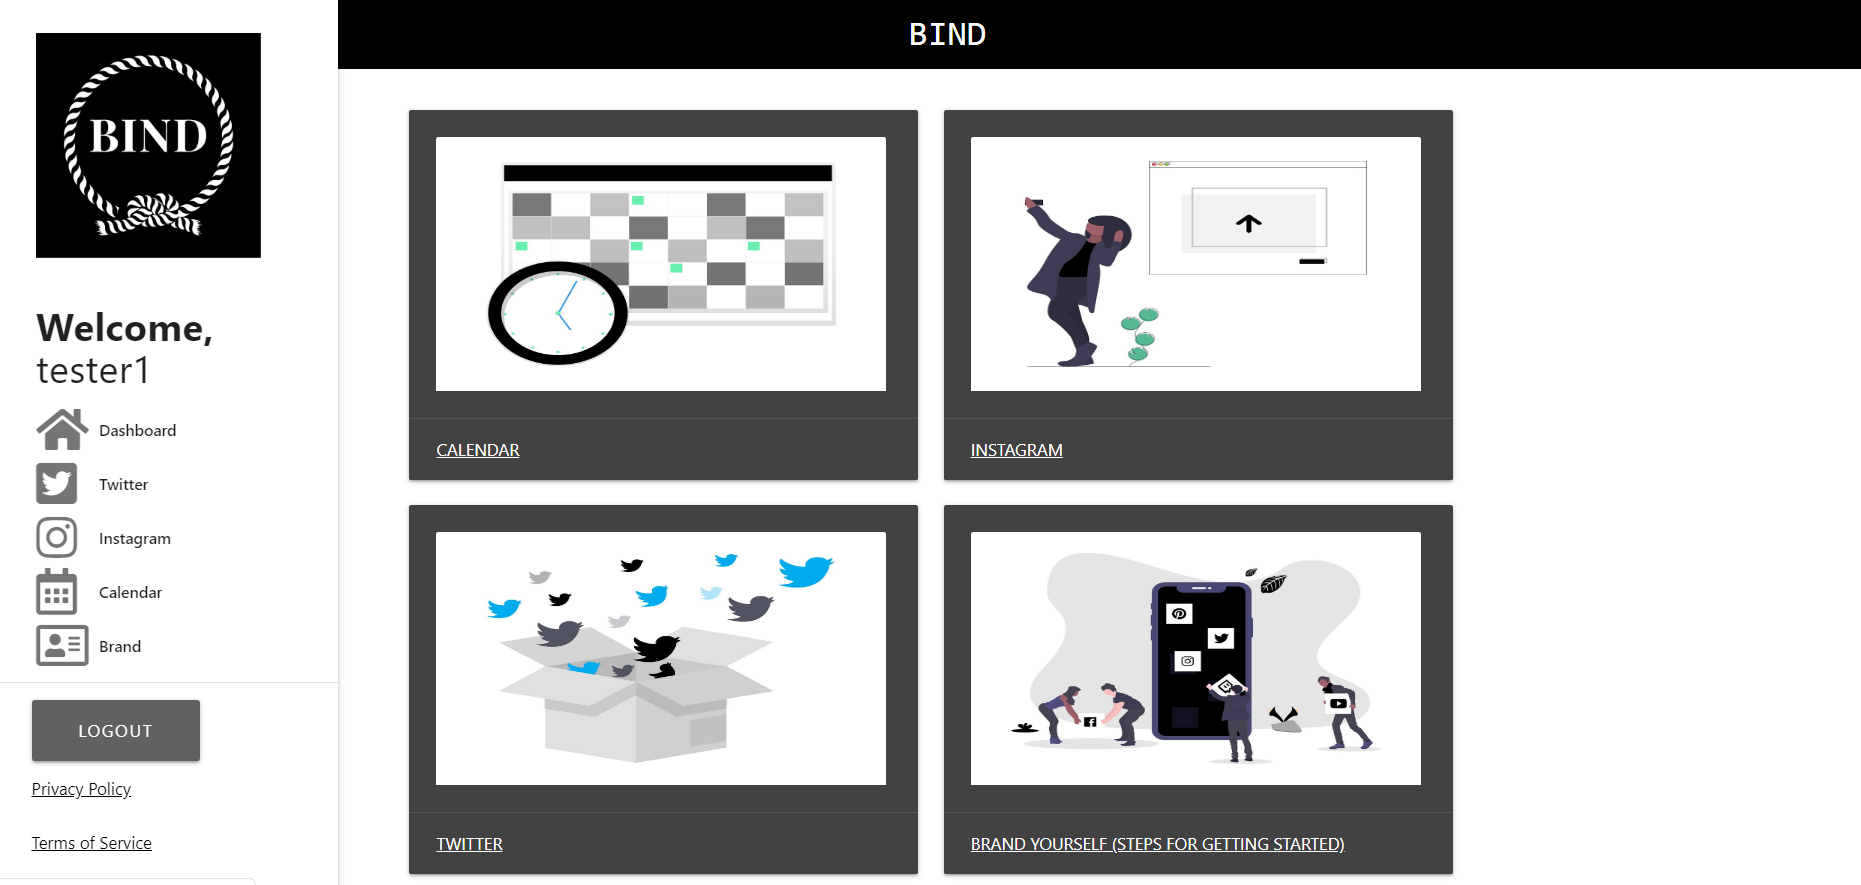 BIND
Welcome,
tester1
Dashboard
Twitter
Instagram
Calendar
Brand
LOGOUT
Privacy Policy
Terms of Service
BIND
CALENDAR
INSTAGRAM
TWITTER
BRAND YOURSELF (STEPS FOR GETTING STARTED)